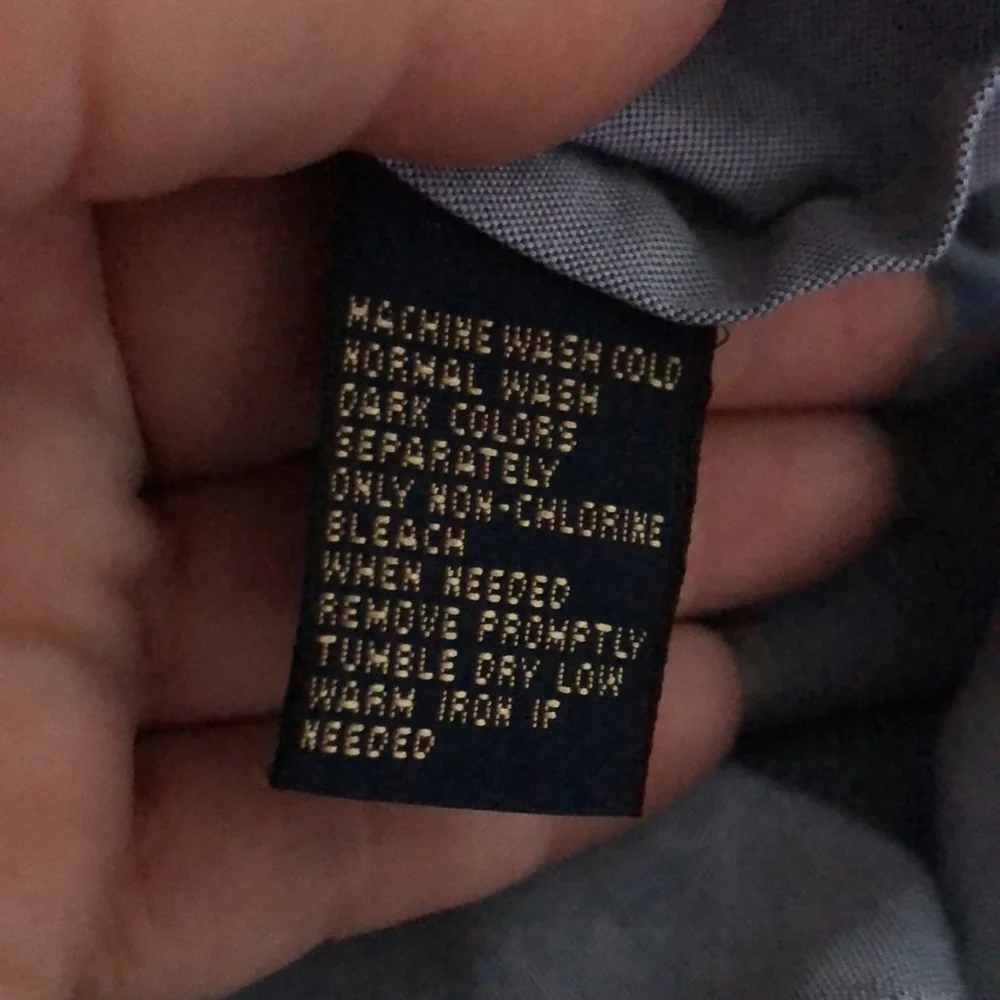 MACHINE WASH COLD
NORMAL WASH
DARK COLORS
SEPARATELY
ONLY NON-CHLORINE
BLEACH
WHEN NEEDED
REMOVE PROMPTLY
TUMBLE DRY LOW
WARM IRON IF
NEEDED